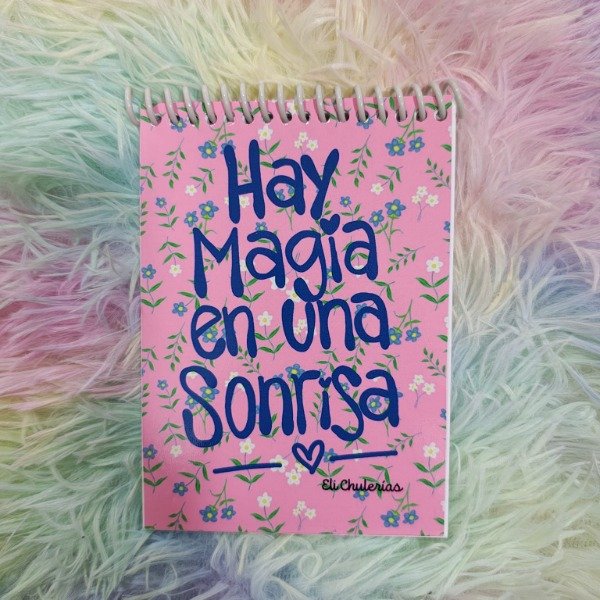 Hay
Magia
en una
Sonrisa
Eli Chulerias